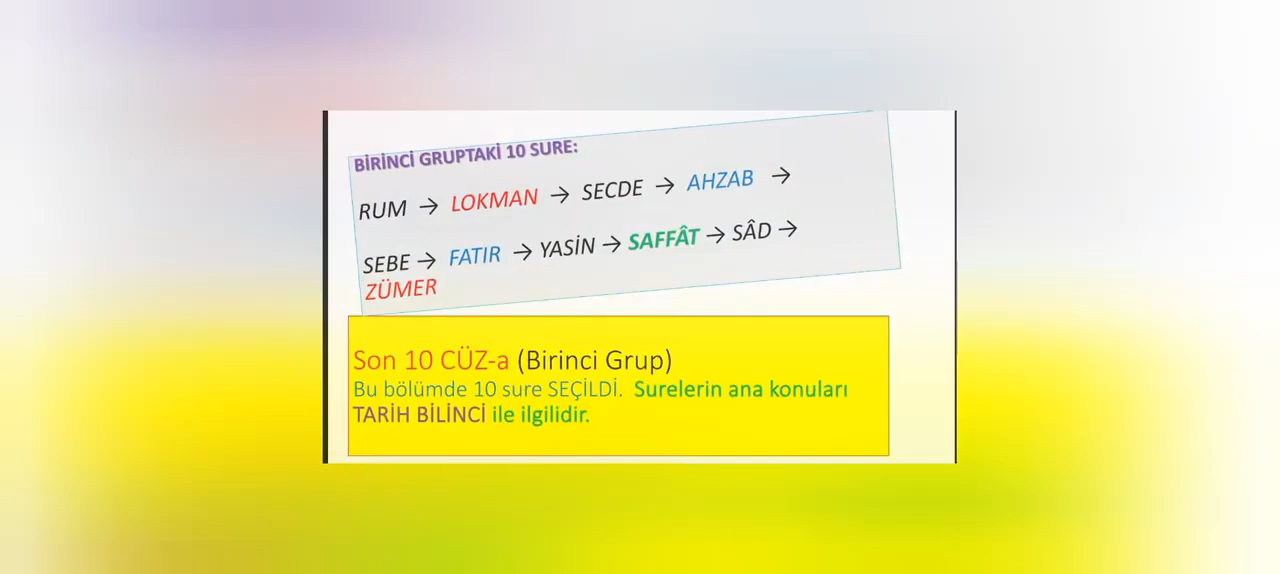 BİRİNCİ GRUPTAKİ 10 SURE:
RUM → LOKMAN → SECDE → AHZAB →
SEBE → FATIR → YASİN → SAFFÂT → SÂD →
ZÜMER
Son 10 CÜZ-a (Birinci Grup)
Bu bölümde 10 sure SEÇİLDİ. Surelerin ana konuları
TARİH BİLİNCİ ile ilgilidir.